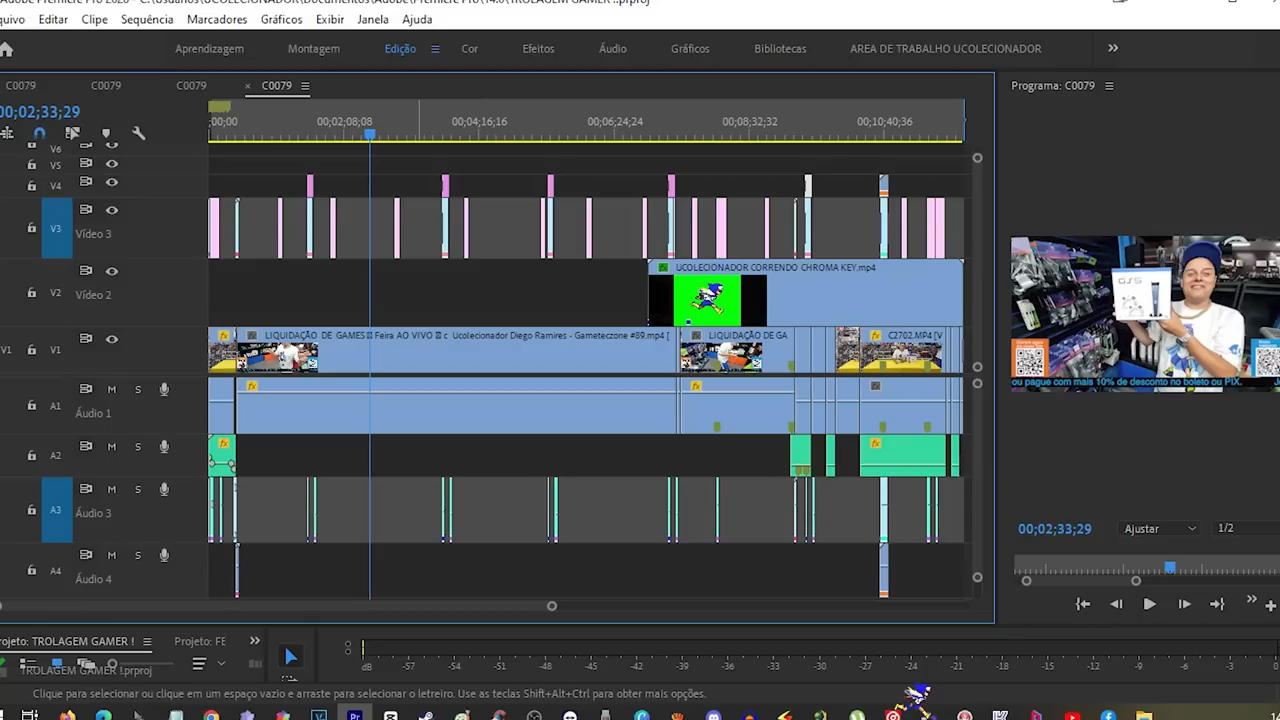 Adobe Premiere Pro 2020 - C:\Usuários\UCOLECIONADOR\Documentos\Adobe\Premiere Pro\14.0\TROLAGEM GAMER !.prproj
quivo Editar Clipe Sequência Marcadores Gráficos Exibir Janela Ajuda
Aprendizagem Montagem Edição Cor Efeitos Áudio Gráficos Bibliotecas AREA DE TRABALHO UCOLECIONADOR
C0079 C0079 C0079 × C0079 Programa: C0079
00;02;33;29
;00;00 00;02;08;08 00;04;16;16 00;06;24;24 00;08;32;32 00;10;40;36
V6
V5
V4
V3 Vídeo 3
V2 Vídeo 2
UCOLECIONADOR CORRENDO CHROMA KEY.mp4
V1 V1
LIQUIDAÇÃO DE GAMES Feira AO VIVO c Ucolecionador Diego Ramires - Gameteczone #89.mp4 [
LIQUIDAÇÃO DE GA
C2702.MP4 [V
ou pague com mais 10% de desconto no boleto ou PIX.
A1 M S Áudio 1
A2 M S
A3 M S Áudio 3
A4 M S Áudio 4
00;02;33;29 Ajustar 1/2
rojeto: TROLAGEM GAMER ! Projeto: FE
TROLAGEM GAMER !.prproj
dB -57 -54 -51 -48 -45 -42 -39 -36 -33 -30 -27 -24 -21 -18 -15 -12 -9 -6 -3
Clique para selecionar ou clique em um espaço vazio e arraste para selecionar o letreiro. Use as teclas Shift+Alt+Ctrl para obter mais opções.
Pr